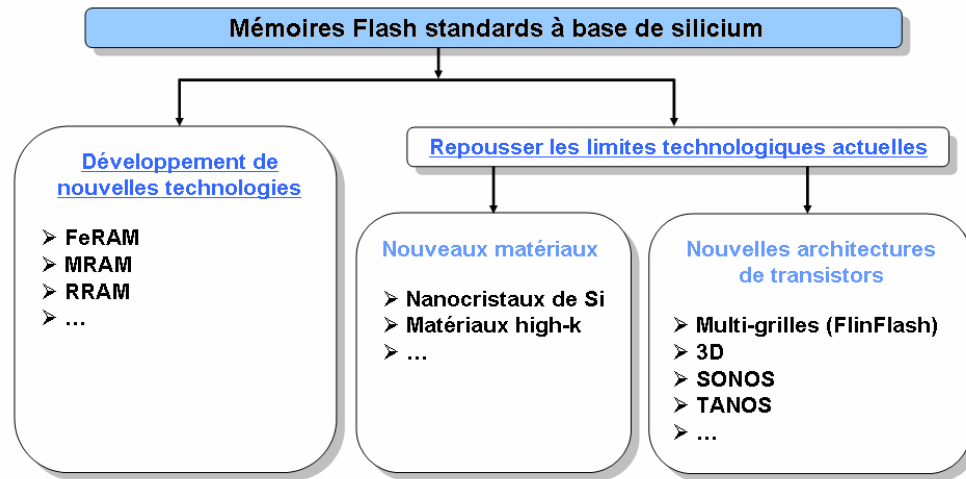 Mémoires Flash standards à base de silicium
Développement de
nouvelles technologies
➢ FeRAM
➢ MRAM
➢ RRAM
➢ ...
Repousser les limites technologiques actuelles
Nouveaux matériaux
➢ Nanocristaux de Si
➢ Matériaux high-k
➢ ...
Nouvelles architectures
de transistors
➢ Multi-grilles (FlinFlash)
➢ 3D
➢ SONOS
➢ TANOS
➢ ...